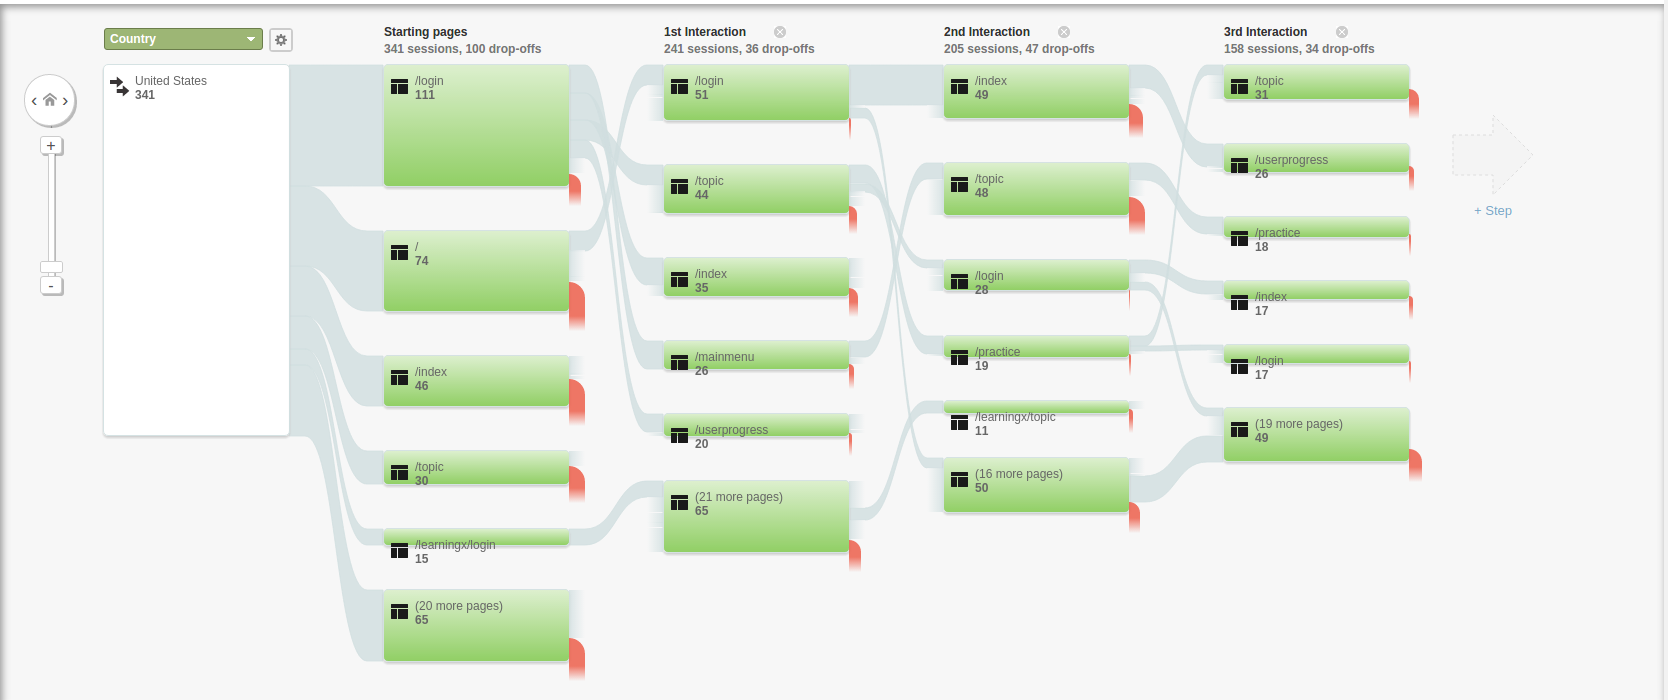 Country
Starting pages
341 sessions, 100 drop-offs
1st Interaction
241 sessions, 36 drop-offs
2nd Interaction
205 sessions, 47 drop-offs
3rd Interaction
158 sessions, 34 drop-offs
United States
341
+
-
/login
111
/
74
/index
46
/topic
30
/learningx/login
15
(20 more pages)
65
/login
51
/topic
44
/index
35
/mainmenu
26
/userprogress
20
(21 more pages)
65
/index
49
/topic
48
/login
28
/practice
19
/learningx/topic
11
(16 more pages)
50
/topic
31
/userprogress
26
/practice
18
/index
17
/login
17
(19 more pages)
49
+ Step